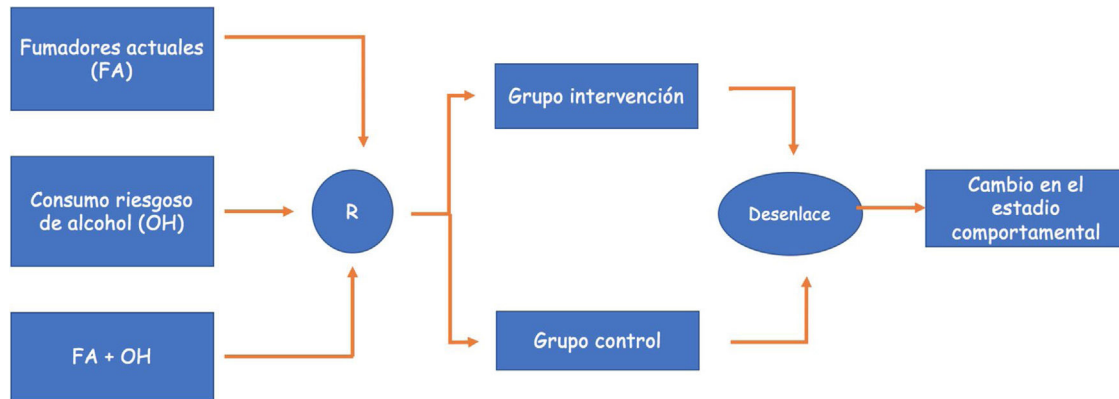 Fumadores actuales
(FA)
Consumo riesgoso
de alcohol (OH)
FA + OH
R
Grupo intervención
Grupo control
Desenlace
Cambio en el
estadio
comportamental